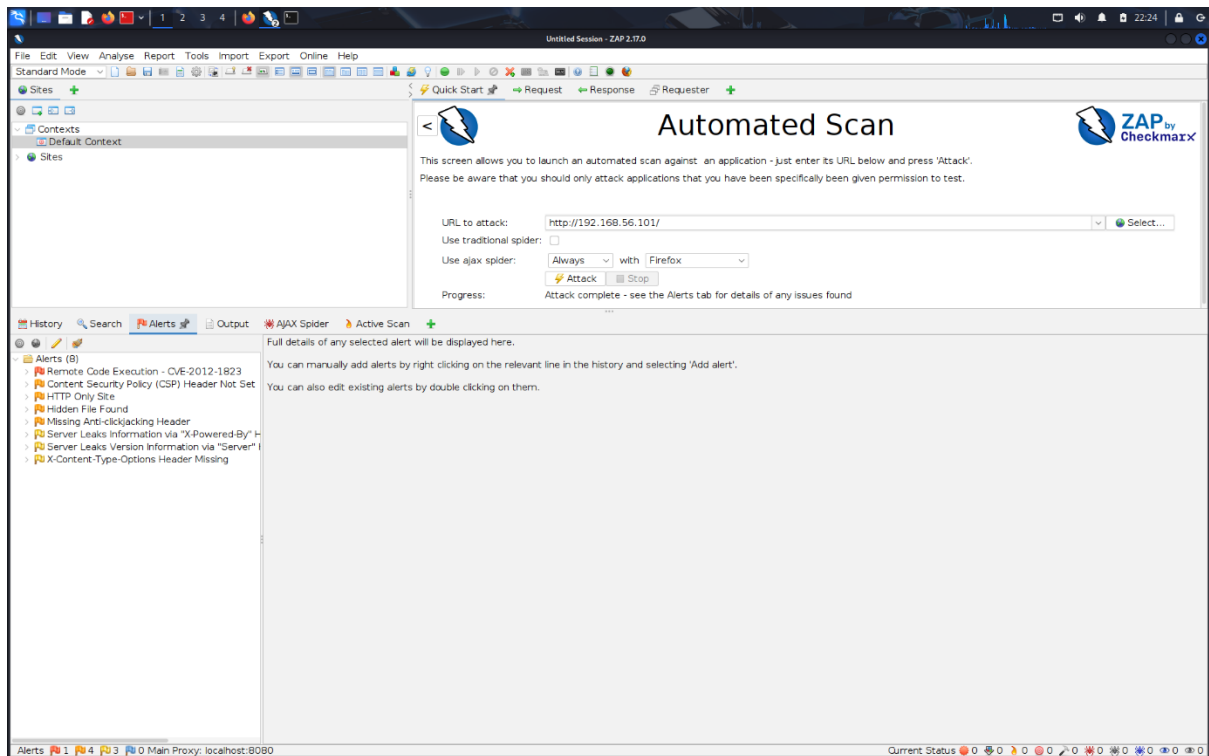 1 2 3 4 22:24
Untitled Session - ZAP 2.17.0
File Edit View Analyse Report Tools Import Export Online Help
Standard Mode
Sites
Quick Start Request Response Requester
Contexts
Default Context
Sites
<
Automated Scan
ZAP by
Checkmarx
This screen allows you to launch an automated scan against an application - just enter its URL below and press 'Attack'.
Please be aware that you should only attack applications that you have been specifically been given permission to test.
URL to attack: http://192.168.56.101/ Select...
Use traditional spider:
Use ajax spider: Always with Firefox
Attack Stop
Progress: Attack complete - see the Alerts tab for details of any issues found
History Search Alerts Output AJAX Spider Active Scan
Alerts (8)
Remote Code Execution - CVE-2012-1823
Content Security Policy (CSP) Header Not Set
HTTP Only Site
Hidden File Found
Missing Anti-clickjacking Header
Server Leaks Information via "X-Powered-By" H
Server Leaks Version Information via "Server"
X-Content-Type-Options Header Missing
Full details of any selected alert will be displayed here.
You can manually add alerts by right clicking on the relevant line in the history and selecting 'Add alert'.
You can also edit existing alerts by double clicking on them.
Alerts 1 4 3 0 Main Proxy: localhost:8080
Current Status 0 0 0 0 0 0 0 0 0 0